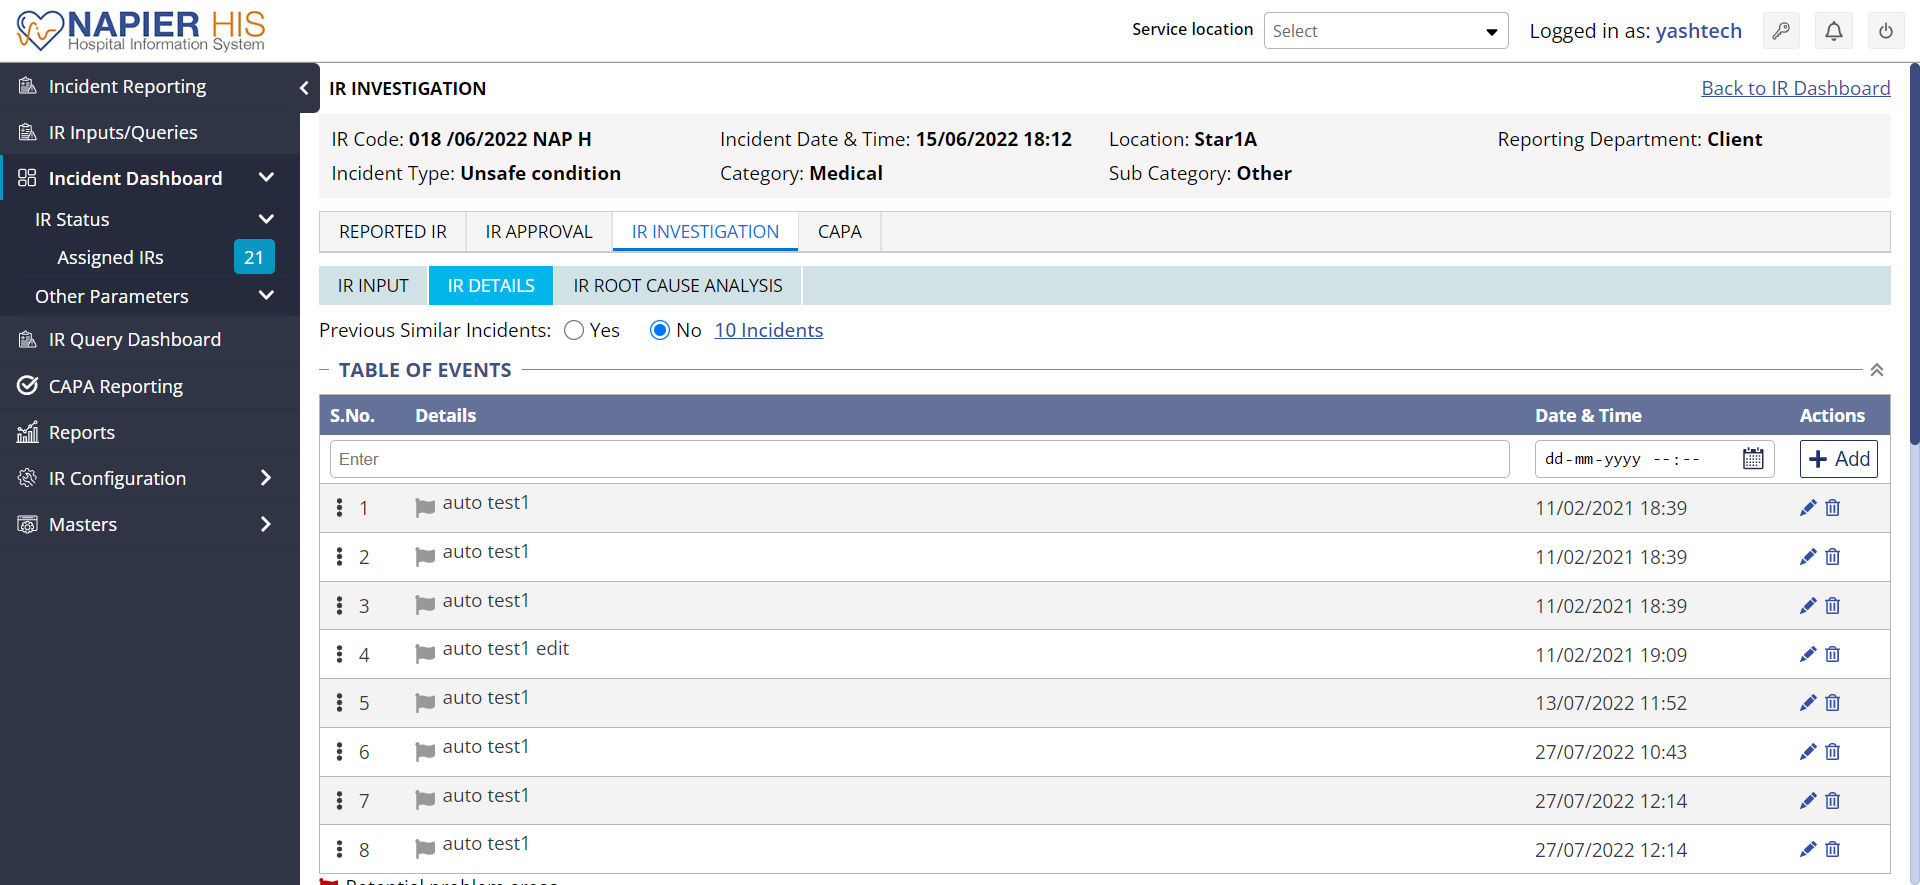 NAPIER HIS
Hospital Information System
Service location
Select
Logged in as: yashtech
Incident Reporting
IR Inputs/Queries
Incident Dashboard
IR Status
Assigned IRs 21
Other Parameters
IR Query Dashboard
CAPA Reporting
Reports
IR Configuration
Masters
IR INVESTIGATION
Back to IR Dashboard
IR Code: 018 /06/2022 NAP H Incident Date & Time: 15/06/2022 18:12 Location: Star1A Reporting Department: Client
Incident Type: Unsafe condition Category: Medical Sub Category: Other
REPORTED IR IR APPROVAL IR INVESTIGATION CAPA
IR INPUT IR DETAILS IR ROOT CAUSE ANALYSIS
Previous Similar Incidents: Yes No 10 Incidents
TABLE OF EVENTS
S.No. Details Date & Time Actions
Enter dd-mm-yyyy --:-- Add
1 auto test1 11/02/2021 18:39
2 auto test1 11/02/2021 18:39
3 auto test1 11/02/2021 18:39
4 auto test1 edit 11/02/2021 19:09
5 auto test1 13/07/2022 11:52
6 auto test1 27/07/2022 10:43
7 auto test1 27/07/2022 12:14
8 auto test1 27/07/2022 12:14
Potential problem areas